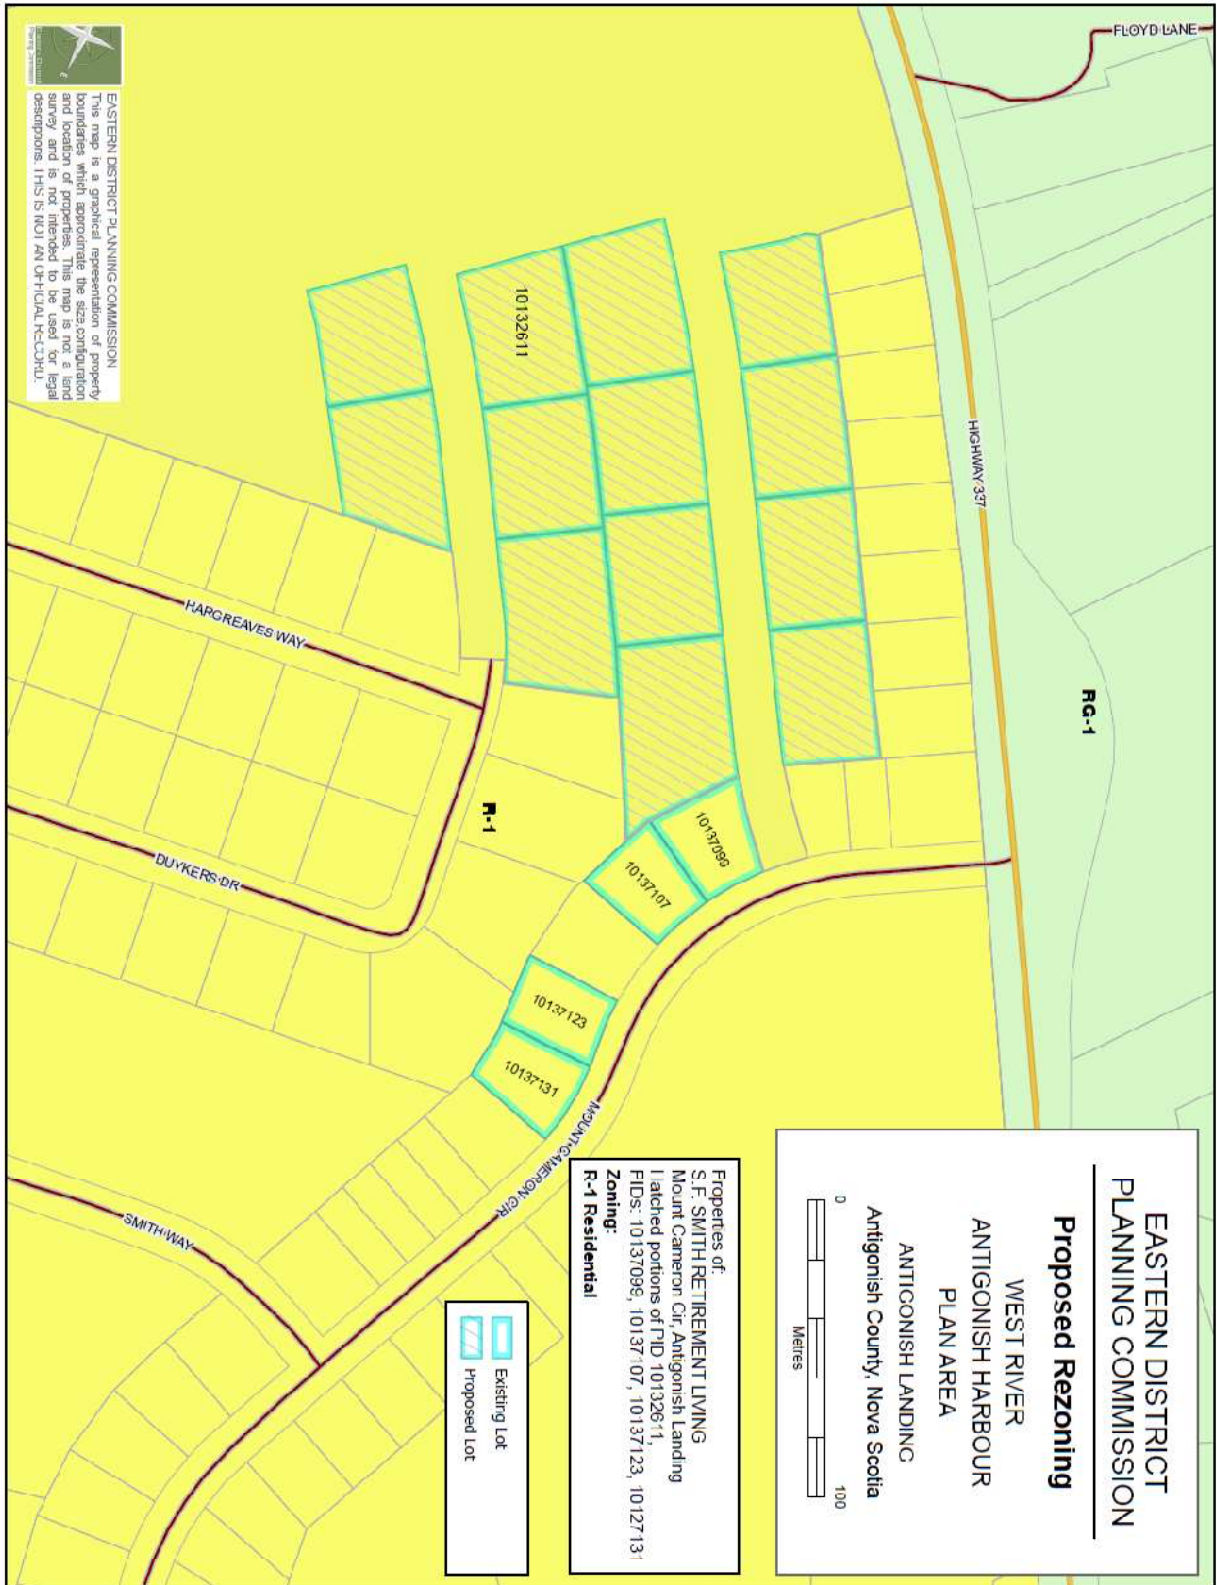 EASTERN DISTRICT
PLANNING COMMISSION
Proposed Rezoning
WEST RIVER
ANTIGONISH HARBOUR
PLAN AREA
ANTIGONISH LANDING
Antigonish County, Nova Scotia
0 100
Metres
Properties of:
S.F. SMITH RETIREMENT LIVING
Mount Cameron Cir, Antigonish Landing
Hatched portions of PID 10132611,
PIDs: 10137099, 10137107, 10137123, 10127131
Zoning:
R-1 Residential
Existing Lot
Proposed Lot
FLOYD LANE
HIGHWAY 337
RG-1
10132611
10137099
10137107
10137123
10137131
R-1
HARGREAVES WAY
DUYKERS DR
MOUNT CAMERON CIR
SMITH WAY
EASTERN DISTRICT PLANNING COMMISSION
This map is a graphical representation of property
boundaries which approximate the size, configuration
and location of properties. This map is not a land
survey and is not intended to be used for legal
descriptions. THIS IS NOT AN OFFICIAL RECORD.